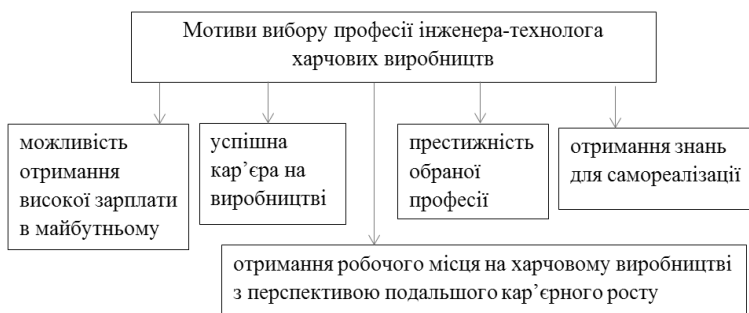 Мотиви вибору професії інженера-технолога
харчових виробництв
можливість
отримання
високої зарплати
в майбутньому
успішна
кар’єра на
виробництві
престижність
обраної
професії
отримання знань
для самореалізації
отримання робочого місця на харчовому виробництві
з перспективою подальшого кар’єрного росту